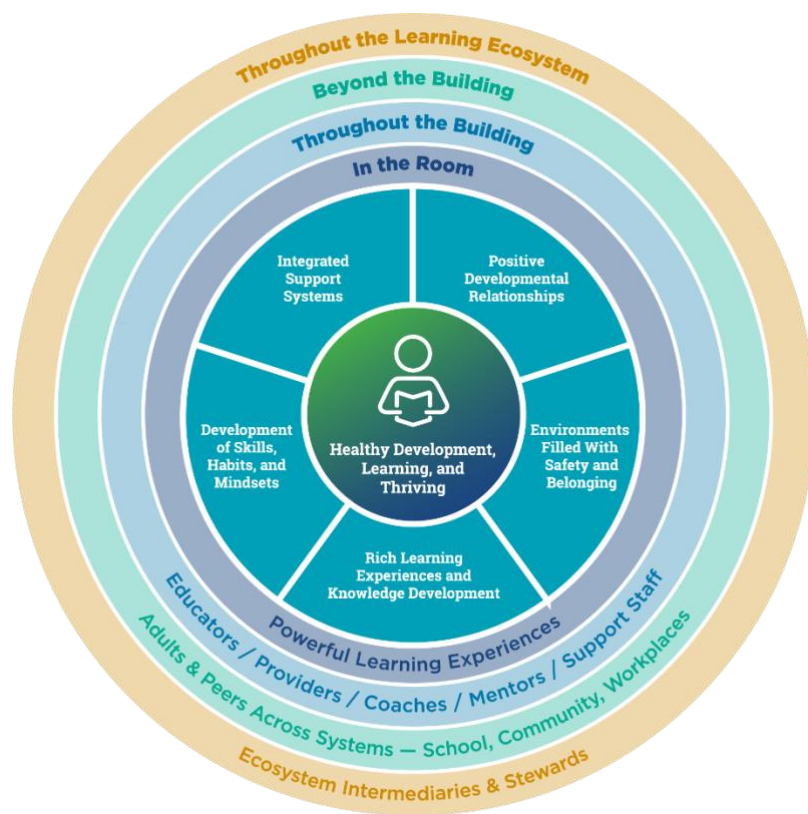 Throughout the Learning Ecosystem
Beyond the Building
Throughout the Building
In the Room
Integrated
Support
Systems
Positive
Developmental
Relationships
Development
of Skills,
Habits, and
Mindsets
Healthy Development,
Learning, and
Thriving
Environments
Filled With
Safety and
Belonging
Rich Learning
Experiences and
Knowledge Development
Powerful Learning Experiences
Educators / Providers / Coaches / Mentors / Support Staff
Adults & Peers Across Systems — School, Community, Workplaces
Ecosystem Intermediaries & Stewards